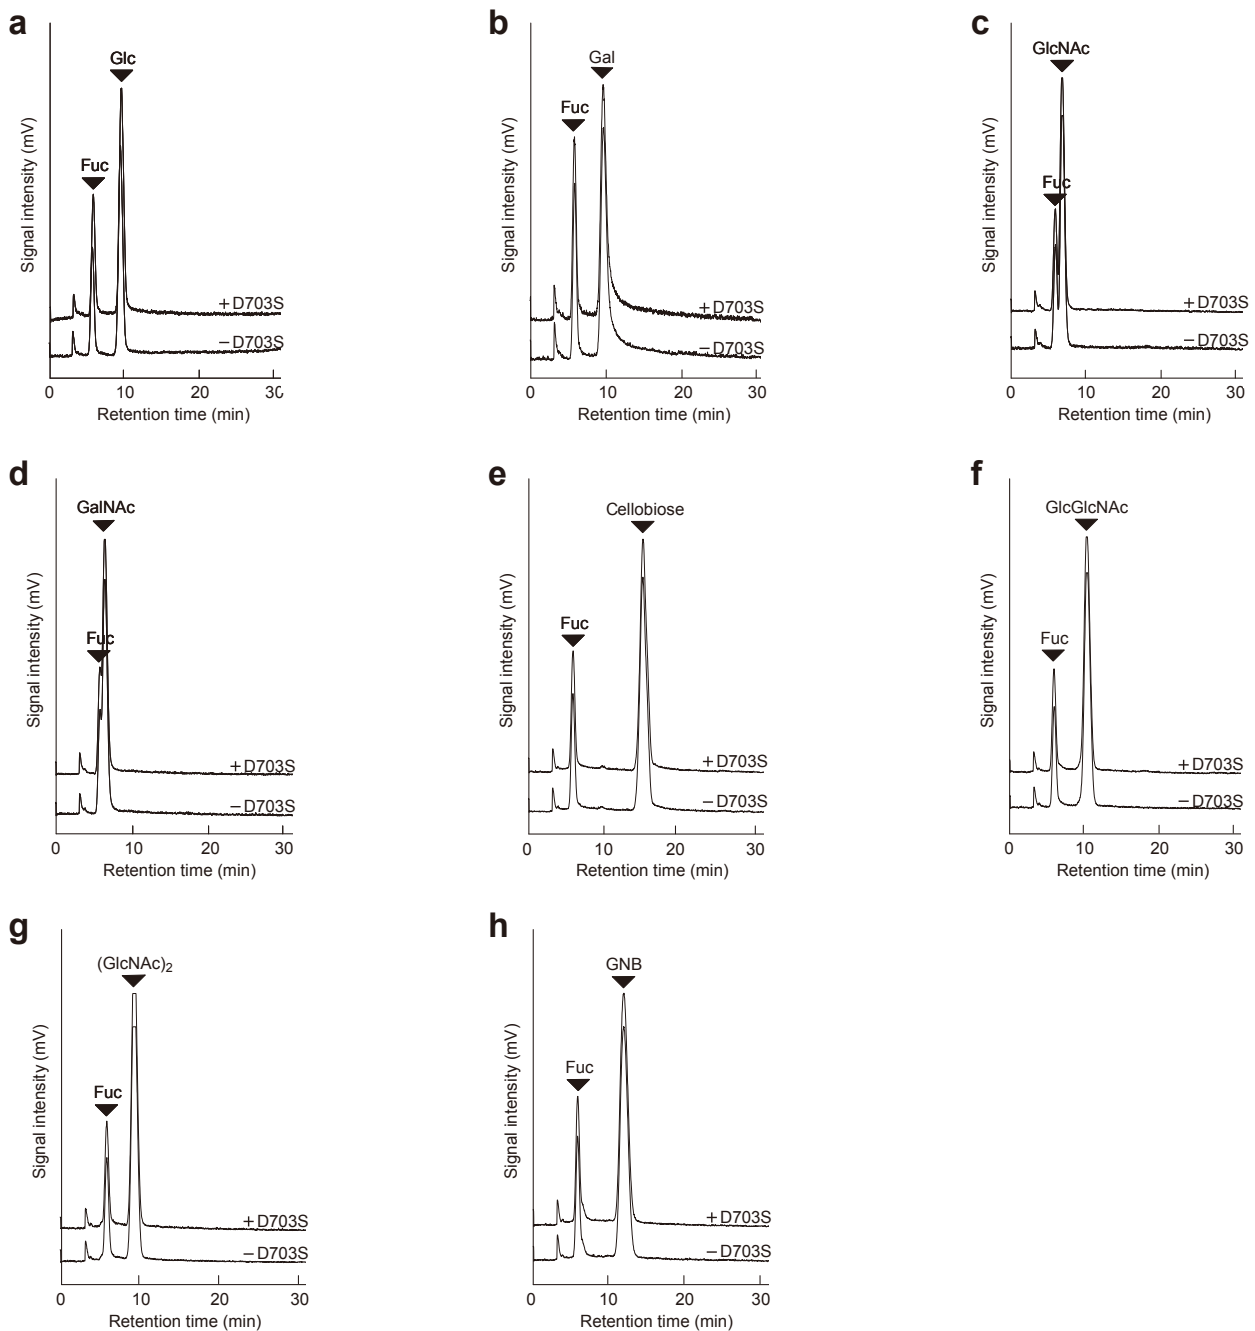 a
Glc
Fuc
Signal intensity (mV)
+D703S
−D703S
0 10 20 30
Retention time (min)
b
Gal
Fuc
Signal intensity (mV)
+D703S
−D703S
0 10 20 30
Retention time (min)
c
GlcNAc
Fuc
Signal intensity (mV)
+D703S
−D703S
0 10 20 30
Retention time (min)
d
GalNAc
Fuc
Signal intensity (mV)
+D703S
−D703S
0 10 20 30
Retention time (min)
e
Cellobiose
Fuc
Signal intensity (mV)
+D703S
−D703S
0 10 20 30
Retention time (min)
f
GlcGlcNAc
Fuc
Signal intensity (mV)
+D703S
−D703S
0 10 20 30
Retention time (min)
g
(GlcNAc)₂
Fuc
Signal intensity (mV)
+D703S
−D703S
0 10 20 30
Retention time (min)
h
GNB
Fuc
Signal intensity (mV)
+D703S
−D703S
0 10 20 30
Retention time (min)